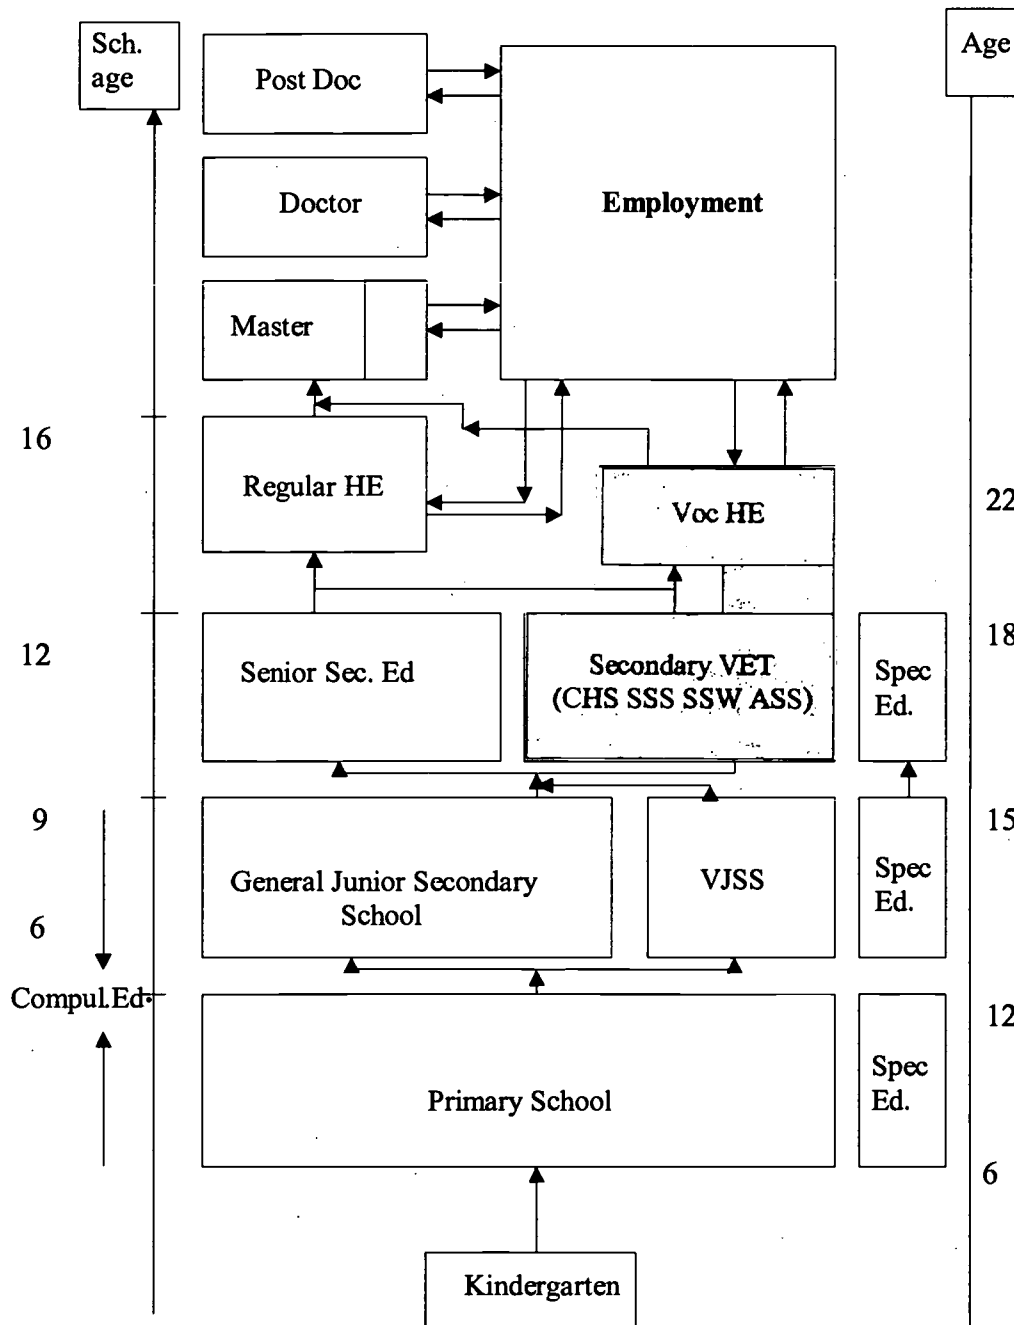 Sch.
age
Post Doc
Age
Doctor
Employment
Master
16
Regular HE
Voc HE
22
12
Senior Sec. Ed
Secondary VET
(CHS SSS SSW ASS)
18
Spec
Ed.
9
15
General Junior Secondary
School
VJSS
Spec
Ed.
6
Compul.Ed.
12
Primary School
Spec
Ed.
6
Kindergarten